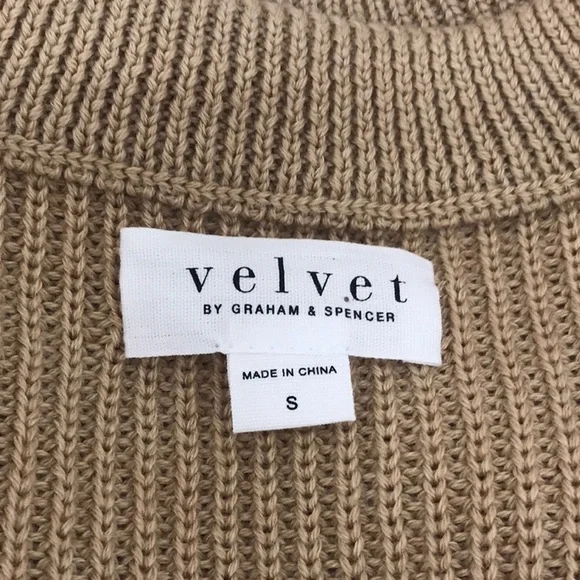 velvet
BY GRAHAM & SPENCER
MADE IN CHINA
S